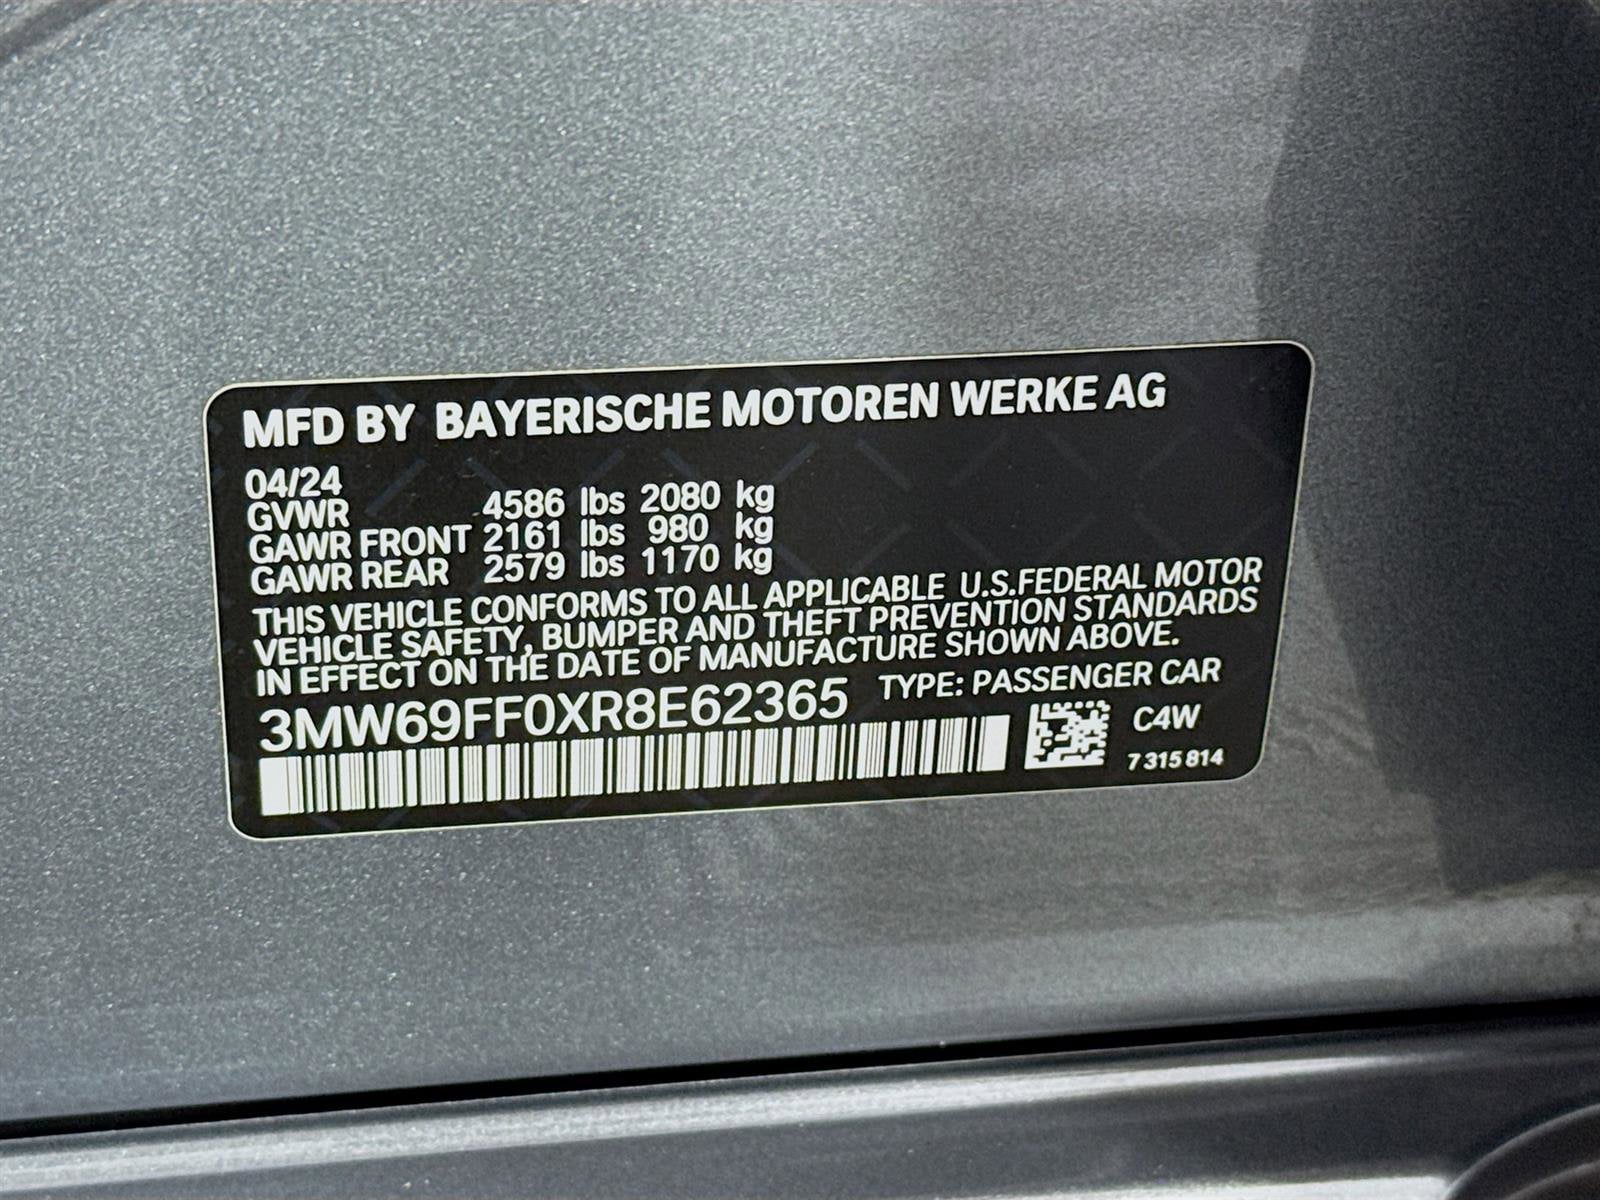 MFD BY BAYERISCHE MOTOREN WERKE AG
04/24
GVWR 4586 lbs 2080 kg
GAWR FRONT 2161 lbs 980 kg
GAWR REAR 2579 lbs 1170 kg
THIS VEHICLE CONFORMS TO ALL APPLICABLE U.S.FEDERAL MOTOR
VEHICLE SAFETY, BUMPER AND THEFT PREVENTION STANDARDS
IN EFFECT ON THE DATE OF MANUFACTURE SHOWN ABOVE.
3MW69FF0XR8E62365 TYPE: PASSENGER CAR
C4W
7 315 814